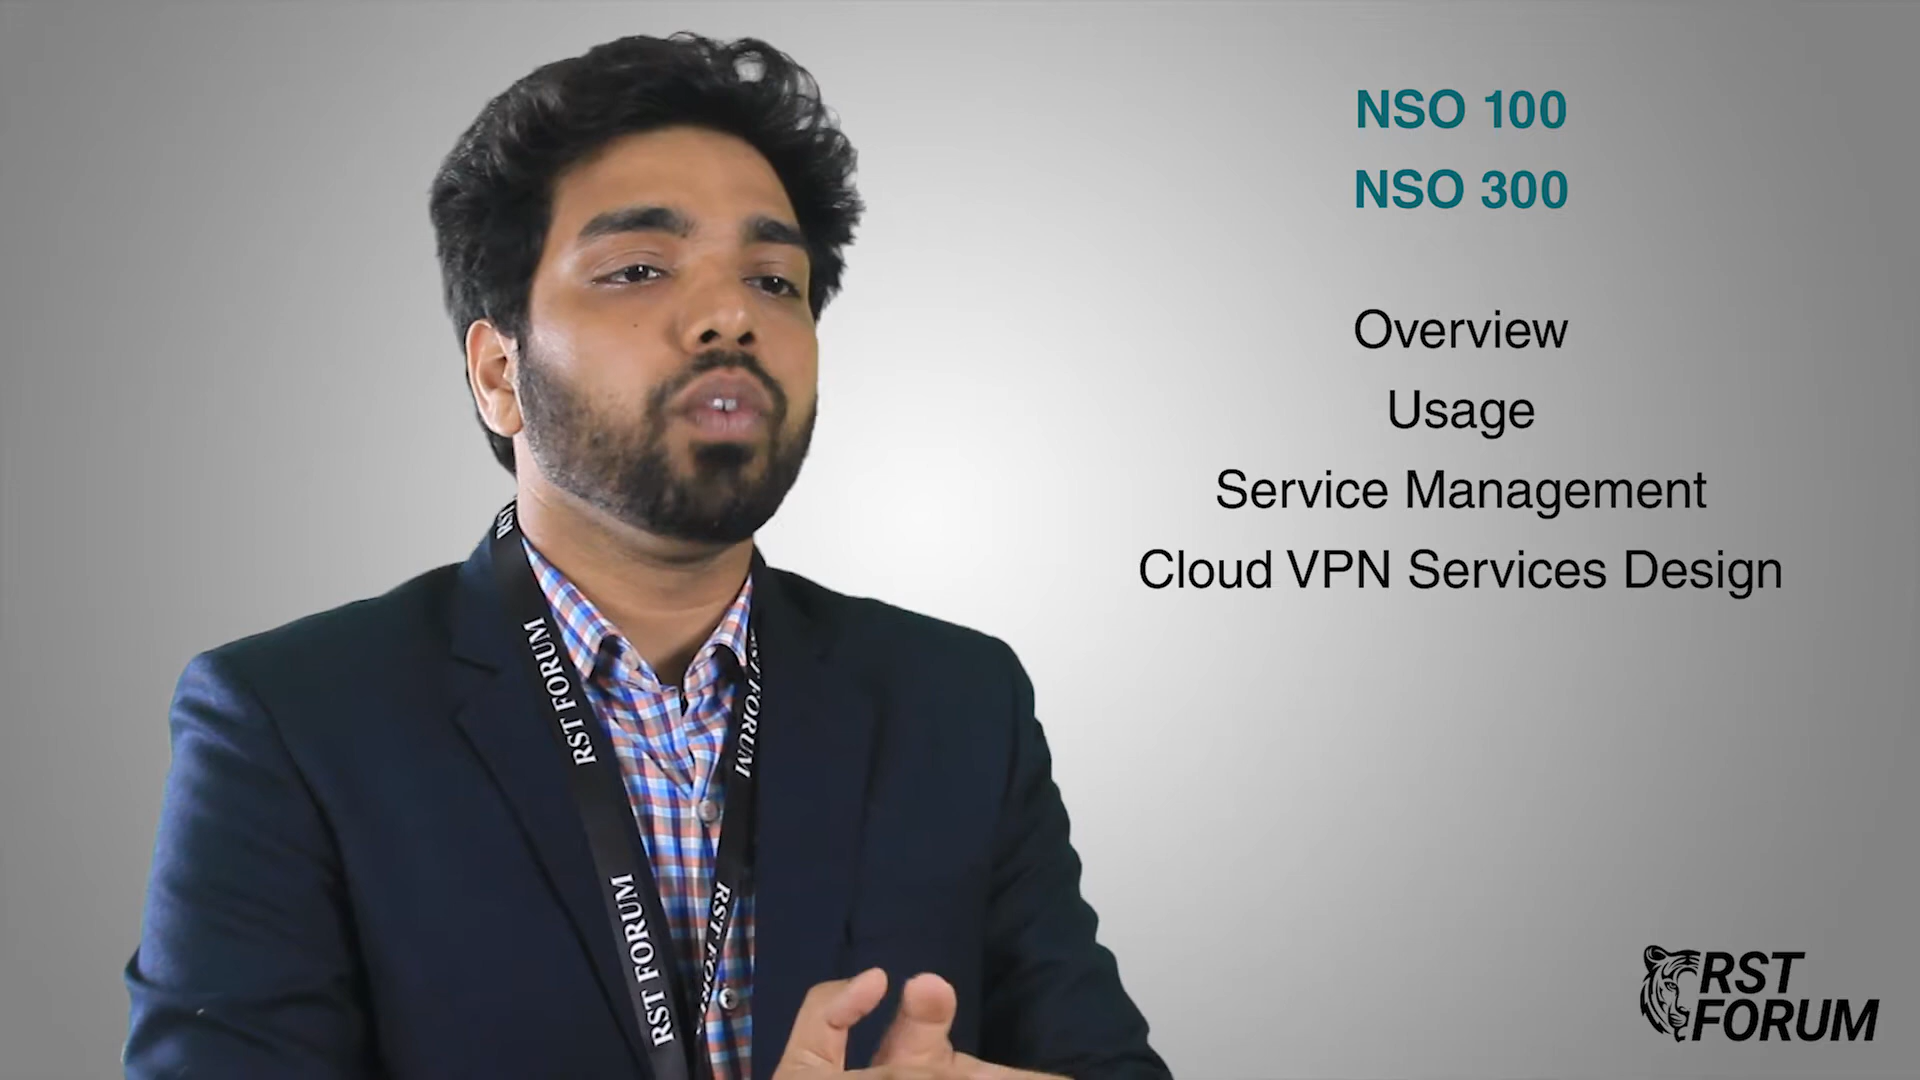 NSO 100
NSO 300
Overview
Usage
Service Management
Cloud VPN Services Design
RST
RST FORUM
RST FORUM
RST FORUM
RST FORUM
RST
FORUM